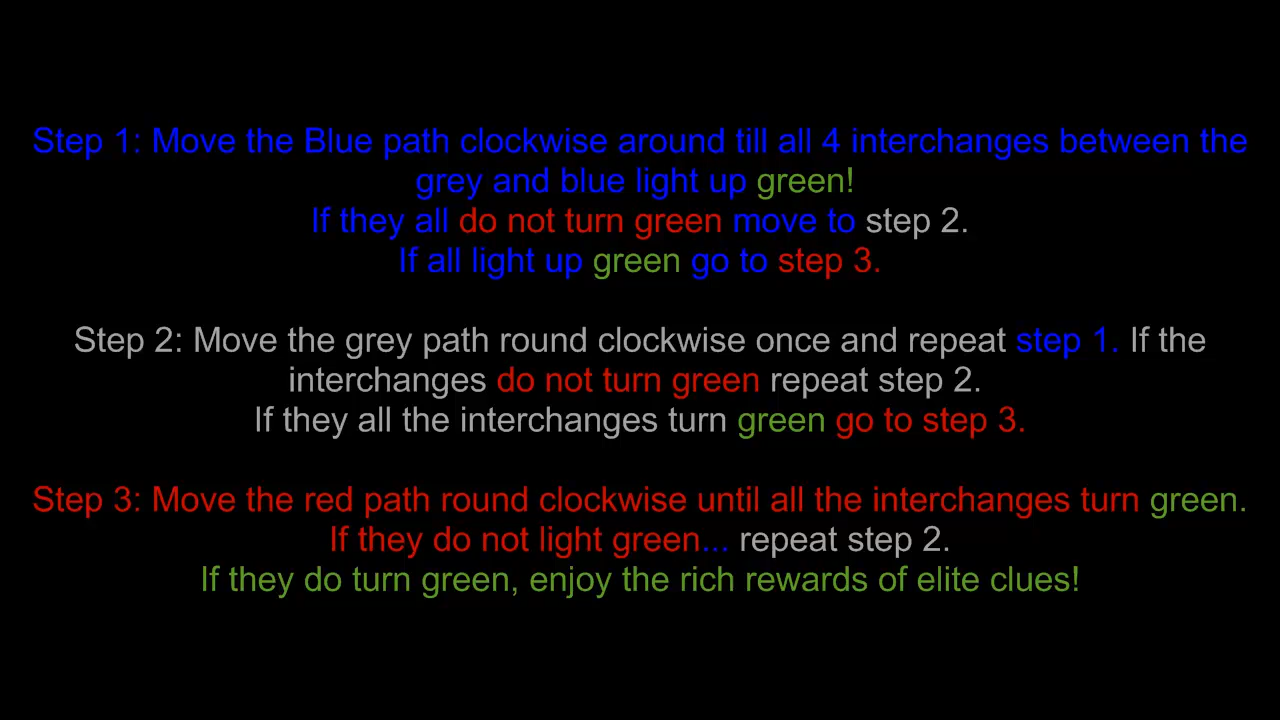 Step 1: Move the Blue path clockwise around till all 4 interchanges between the
grey and blue light up green!
If they all do not turn green move to step 2.
If all light up green go to step 3.
Step 2: Move the grey path round clockwise once and repeat step 1. If the
interchanges do not turn green repeat step 2.
If they all the interchanges turn green go to step 3.
Step 3: Move the red path round clockwise until all the interchanges turn green.
If they do not light green... repeat step 2.
If they do turn green, enjoy the rich rewards of elite clues!